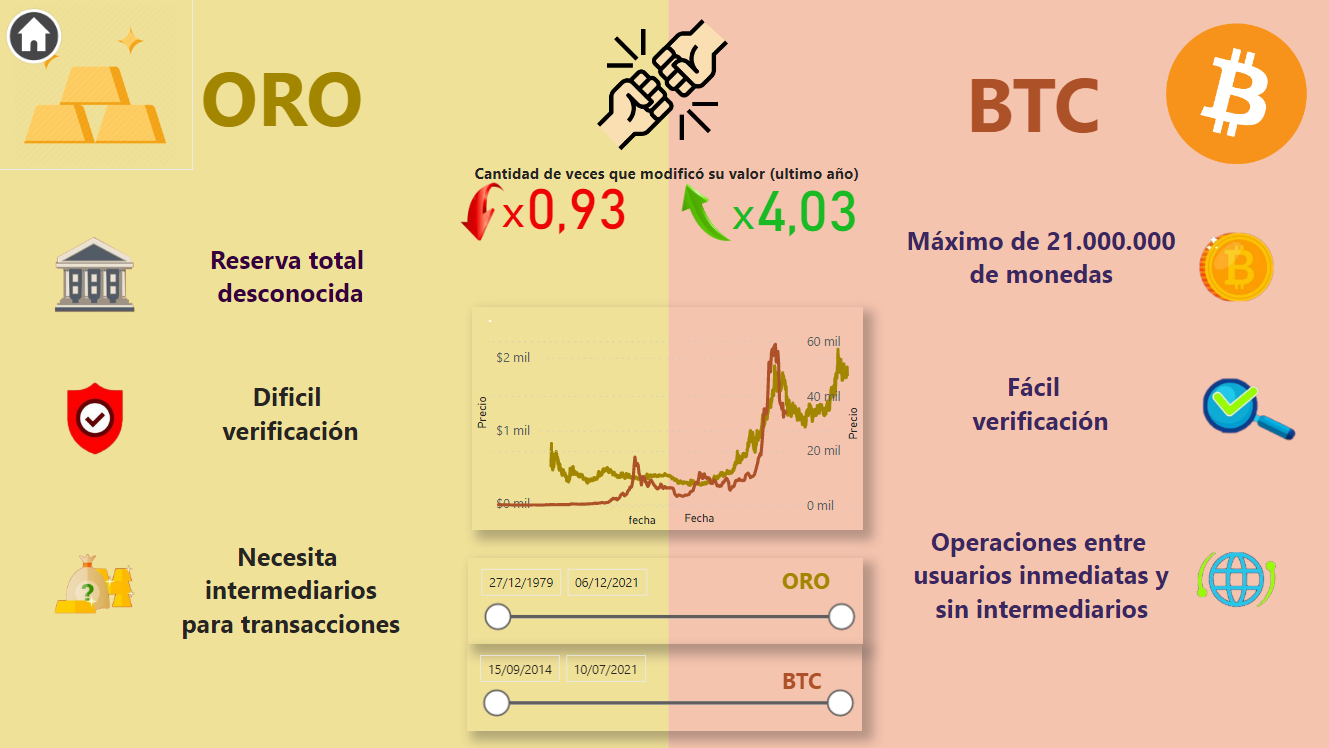 ORO
BTC
Cantidad de veces que modificó su valor (ultimo año)
x0,93
x4,03
Reserva total
desconocida
Dificil
verificación
Necesita
intermediarios
para transacciones
Máximo de 21.000.000
de monedas
Fácil
verificación
Operaciones entre
usuarios inmediatas y
sin intermediarios
$2 mil
$1 mil
$0 mil
Precio
60 mil
40 mil
20 mil
0 mil
Precio
fecha
Fecha
27/12/1979
06/12/2021
ORO
15/09/2014
10/07/2021
BTC